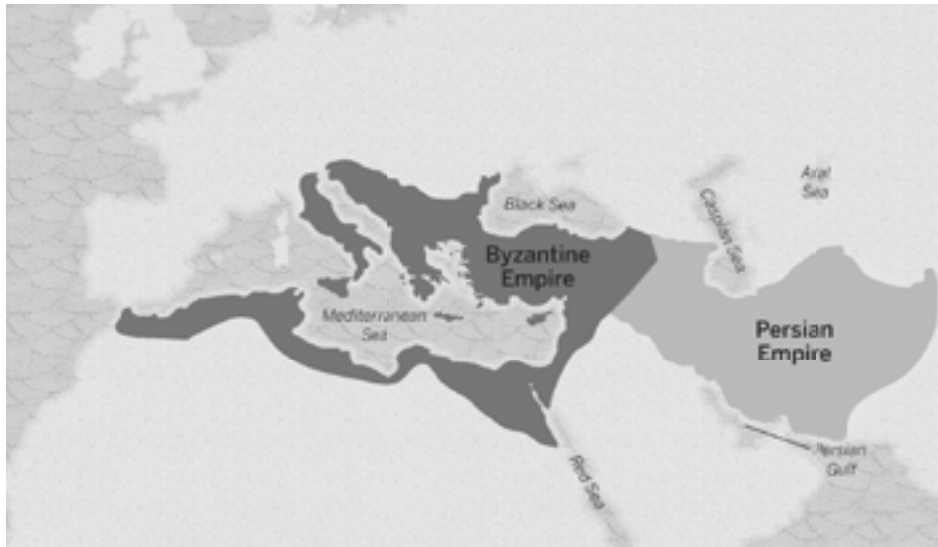 Aral
Sea
Black Sea
Caspian Sea
Byzantine
Empire
Mediterranean
Sea
Persian
Empire
Persian
Gulf
Red Sea